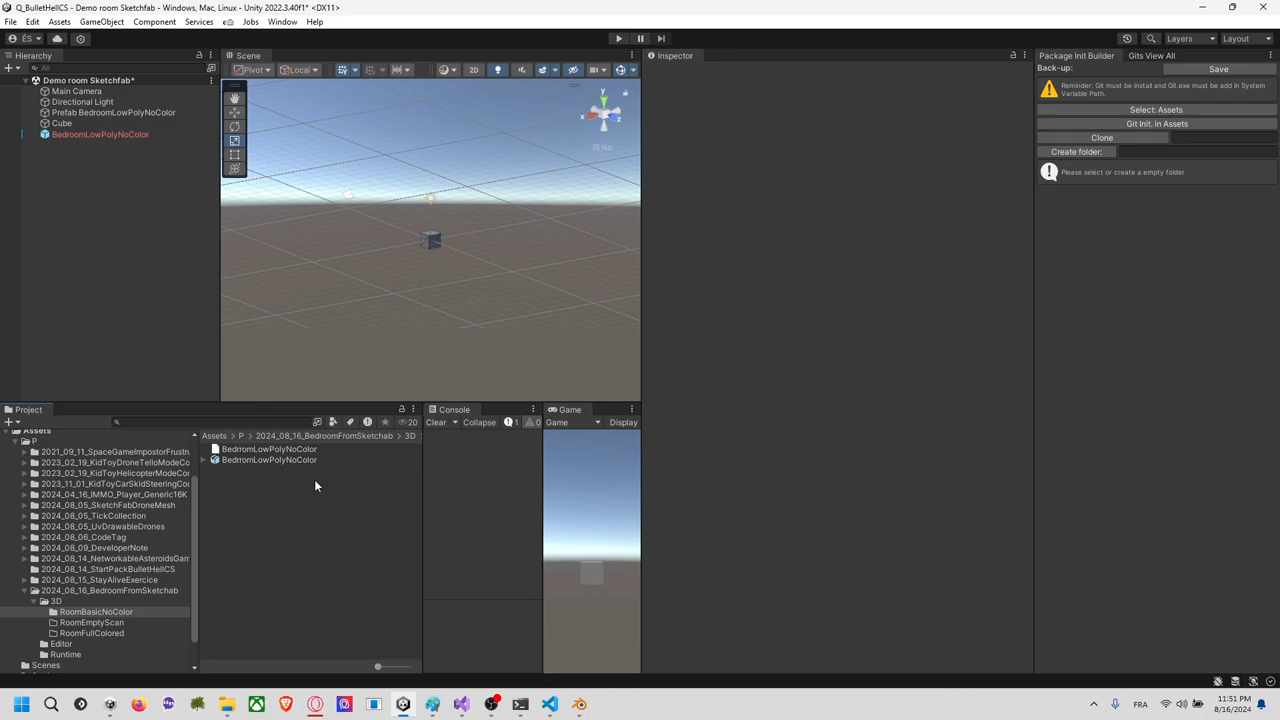 Q_BulletHellCS - Demo room Sketchfab* - Windows, Mac, Linux - Unity 2022.3.40f1* <DX11>
File Edit Assets GameObject Component Services Jobs Window Help
ÉS Layers Layout
Hierarchy
All
Demo room Sketchfab*
Main Camera
Directional Light
Prefab BedroomLowPolyNoColor
Cube
BedroomLowPolyNoColor
Scene
Pivot Local 2D
y
x z
Iso
Inspector
Package Init Builder Gits View All
Back-up: Save
Reminder: Git must be install and Git.exe must be add in System
Variable Path.
Select: Assets
Git Init. in Assets
Clone
Create folder:
Please select or create a empty folder
Project
20
Assets
P
2021_09_11_SpaceGameImpostorFrustru
2023_02_19_KidToyDroneTelloModeCo
2023_02_19_KidToyHelicopterModeCo
2023_11_01_KidToyCarSkidSteeringCo
2024_04_16_IMMO_Player_Generic16K
2024_08_05_SketchFabDroneMesh
2024_08_05_TickCollection
2024_08_05_UvDrawableDrones
2024_08_06_CodeTag
2024_08_09_DeveloperNote
2024_08_14_NetworkableAsteroidsGam
2024_08_14_StartPackBulletHellCS
2024_08_15_StayAliveExercice
2024_08_16_BedroomFromSketchab
3D
RoomBasicNoColor
RoomEmptyScan
RoomFullColored
Editor
Runtime
Scenes
Assets P 2024_08_16_BedroomFromSketchab 3D
BedrromLowPolyNoColor
BedrromLowPolyNoColor
Console
Clear Collapse 1 0
Game
Game Display
FRA
11:51 PM
8/16/2024